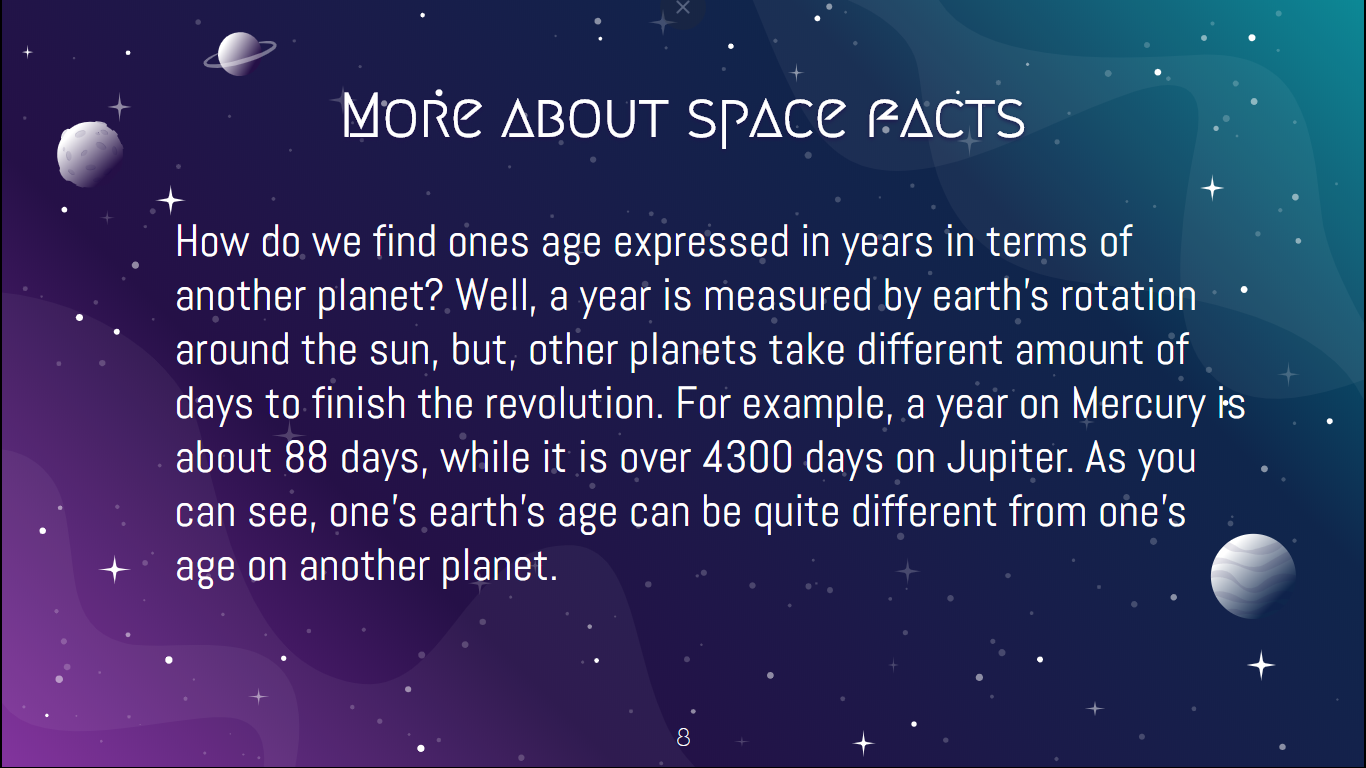 More about space facts
How do we find ones age expressed in years in terms of
another planet? Well, a year is measured by earth's rotation
around the sun, but, other planets take different amount of
days to finish the revolution. For example, a year on Mercury is
about 88 days, while it is over 4300 days on Jupiter. As you
can see, one's earth's age can be quite different from one's
age on another planet.
8